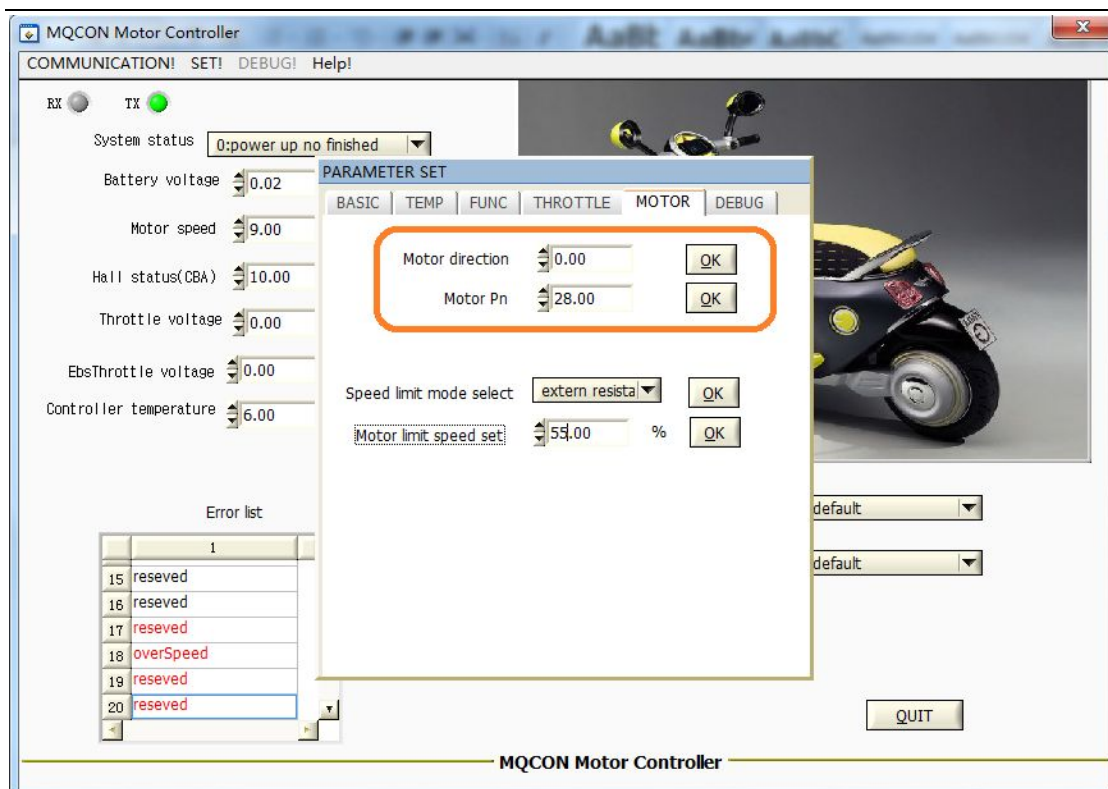 MQCON Motor Controller
COMMUNICATION! SET! DEBUG! Help!
RX TX
System status 0:power up no finished
Battery voltage 0.02
Motor speed 9.00
Hall status(CBA) 10.00
Throttle voltage 0.00
EbsThrottle voltage 0.00
Controller temperature 6.00
PARAMETER SET
BASIC TEMP FUNC THROTTLE MOTOR DEBUG
Motor direction 0.00 OK
Motor Pn 28.00 OK
Speed limit mode select extern resista OK
Motor limit speed set 55.00 % OK
default
default
Error list
1
15 reseved
16 reseved
17 reseved
18 overSpeed
19 reseved
20 reseved
QUIT
MQCON Motor Controller